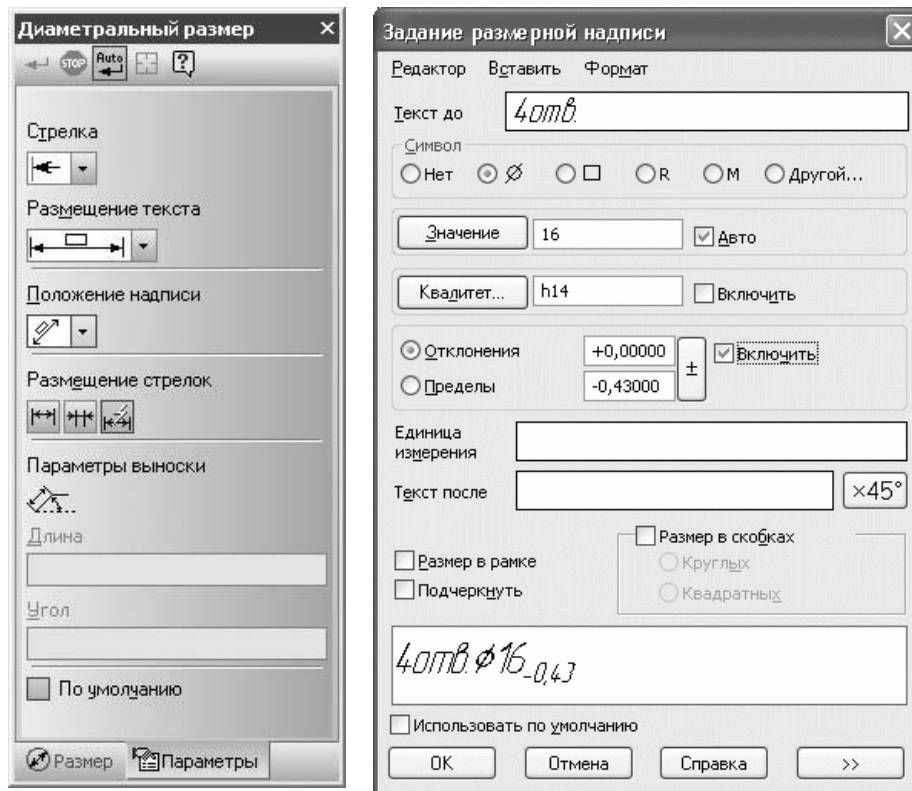 Диаметральный размер
STOP Auto
Стрелка
Размещение текста
Положение надписи
Размещение стрелок
Параметры выноски
Длина
Угол
По умолчанию
Размер Параметры
Задание размерной надписи
Редактор Вставить Формат
Текст до 4отв.
Символ
Нет Ø □ R M Другой...
Значение 16 Авто
Квалитет... h14 Включить
Отклонения +0,00000 ± Включить
Пределы -0,43000
Единица
измерения
Текст после ×45°
Размер в скобках
Размер в рамке Круглых
Подчеркнуть Квадратных
4отв. Ø16-0,43
Использовать по умолчанию
OK Отмена Справка >>